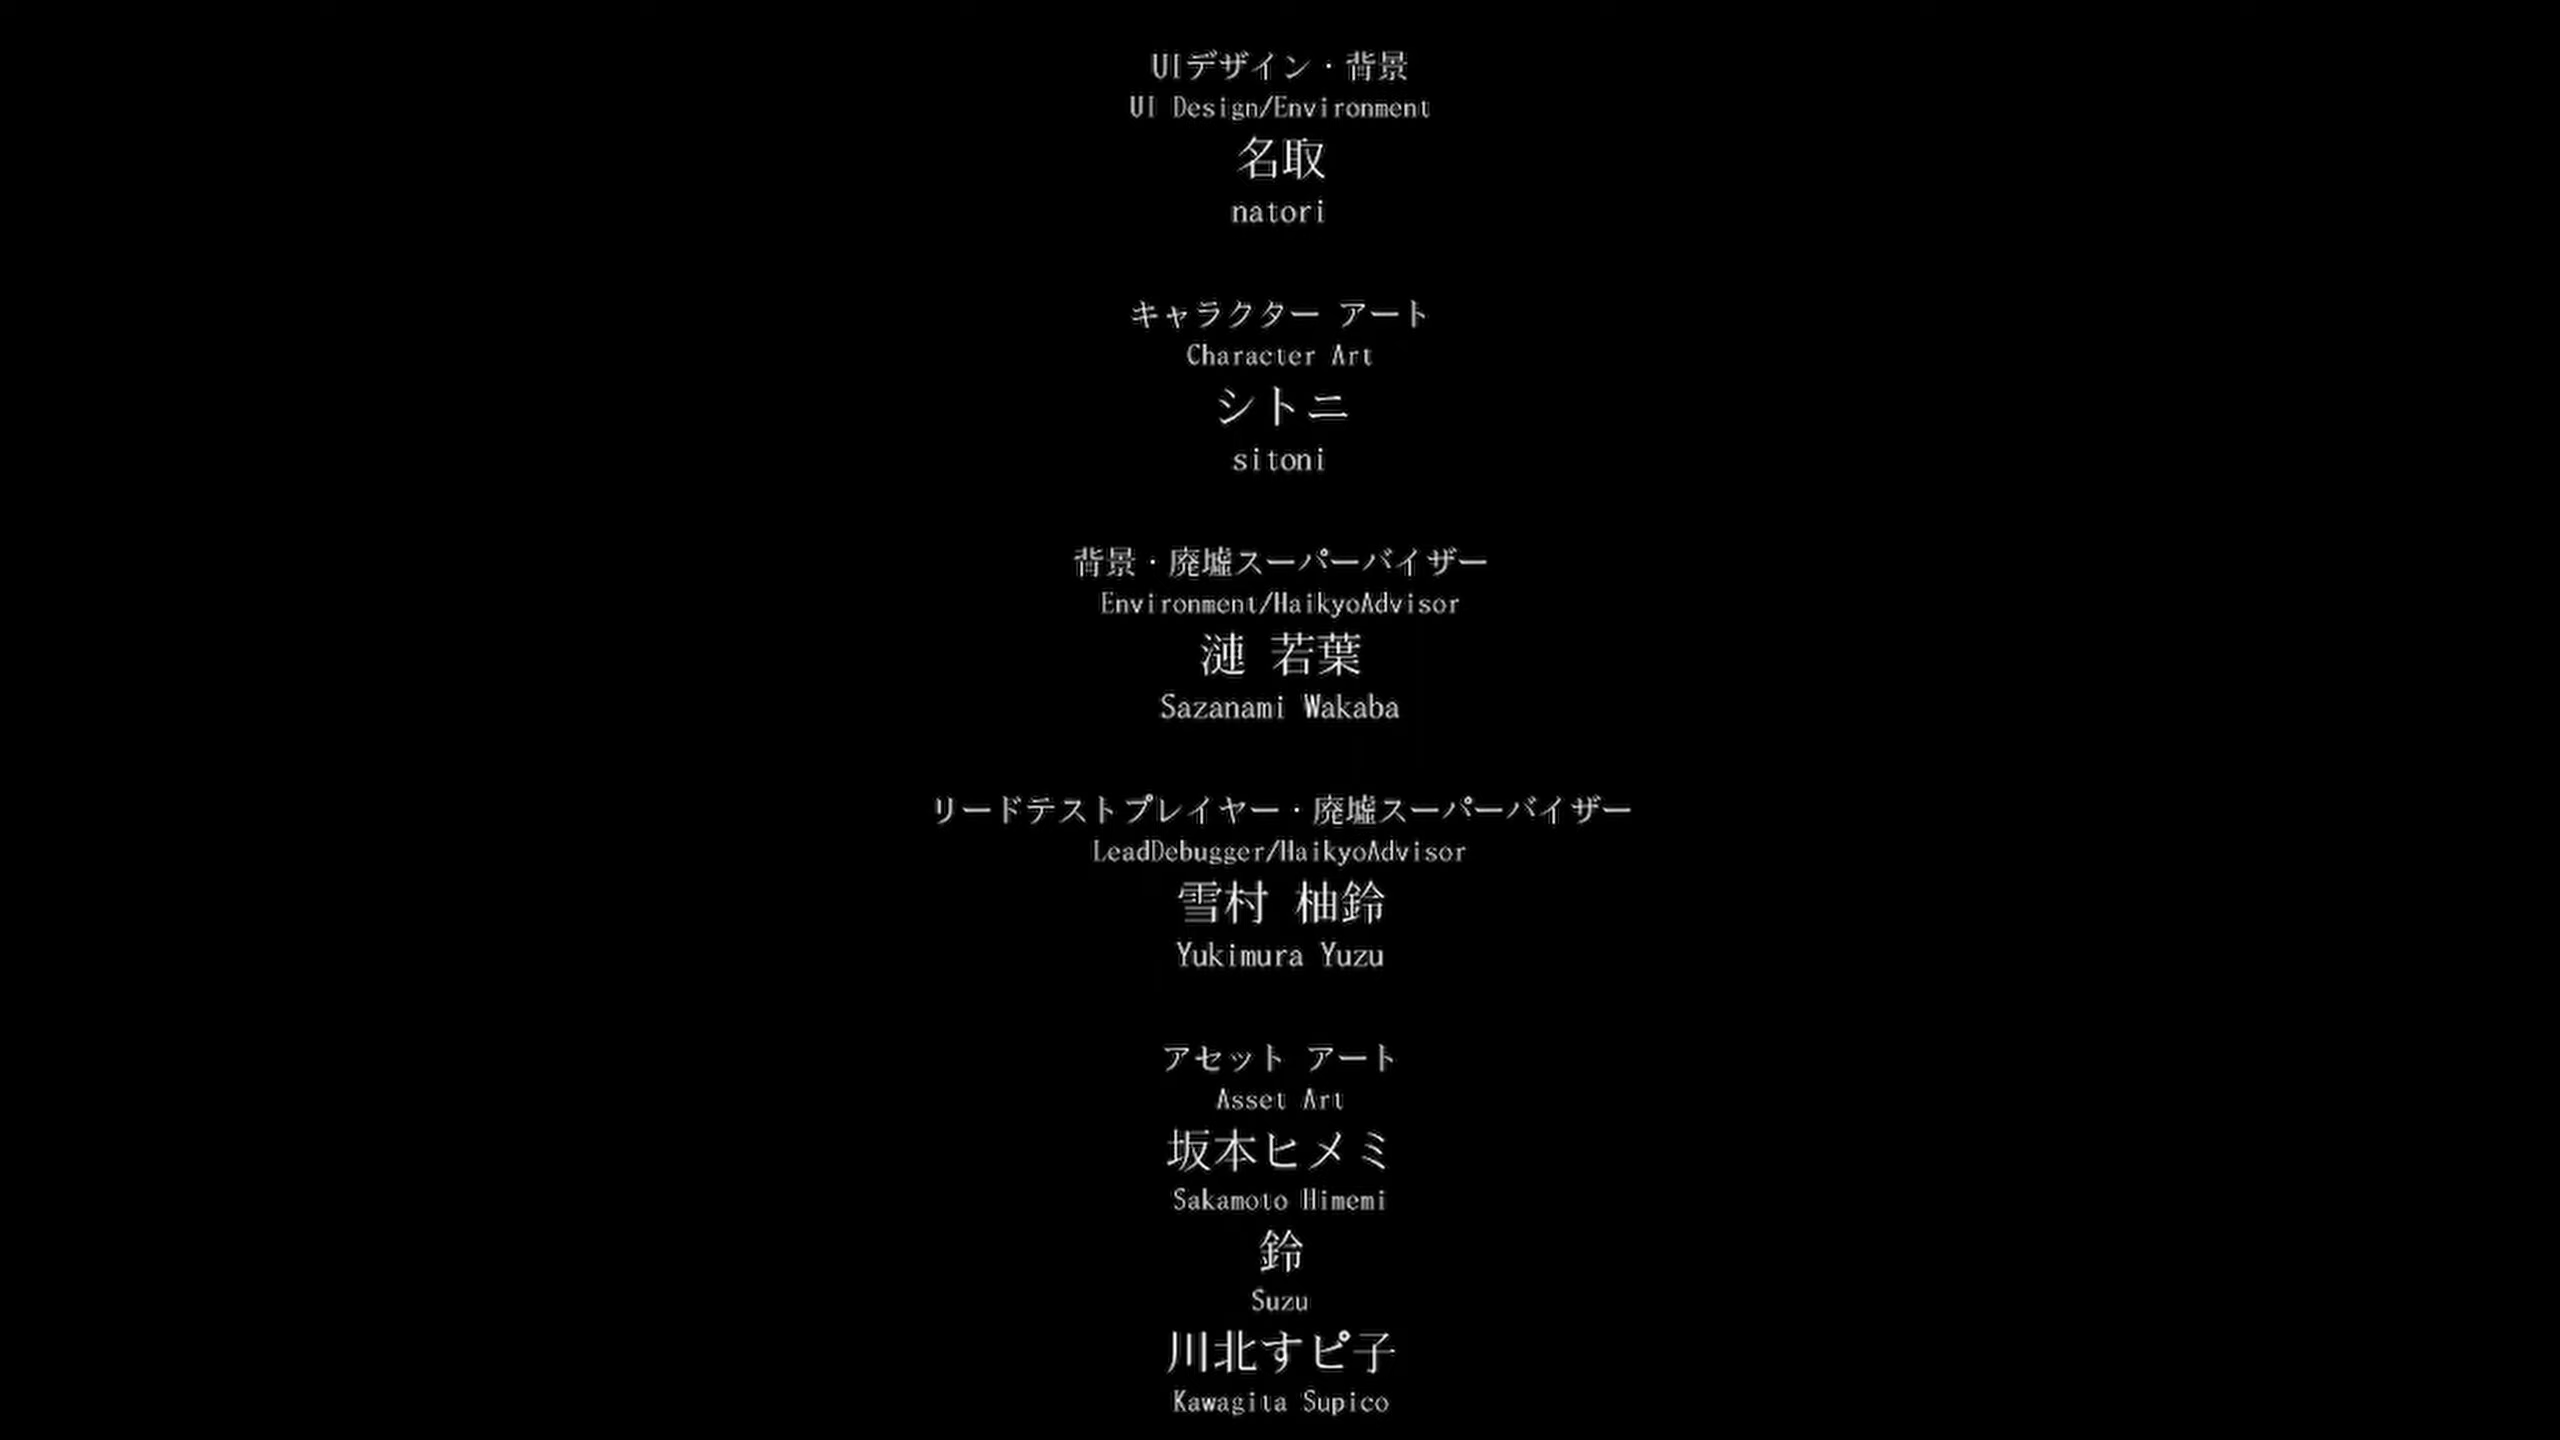 UIデザイン・背景
UI Design/Environment
名取
natori
キャラクター アート
Character Art
シトニ
sitoni
背景・廃墟スーパーバイザー
Environment/HaikyoAdvisor
漣 若葉
Sazanami Wakaba
リードテストプレイヤー・廃墟スーパーバイザー
LeadDebugger/HaikyoAdvisor
雪村 柚鈴
Yukimura Yuzu
アセット アート
Asset Art
坂本ヒメミ
Sakamoto Himemi
鈴
Suzu
川北すピ子
Kawagita Supico